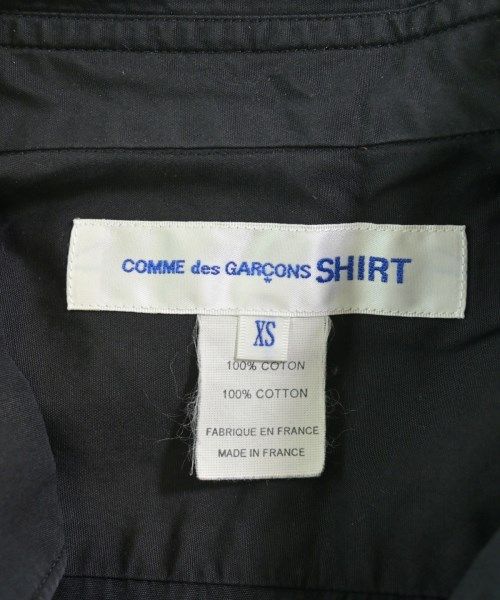 COMME des GARÇONS SHIRT
XS
100% COTON
100% COTTON
FABRIQUE EN FRANCE
MADE IN FRANCE